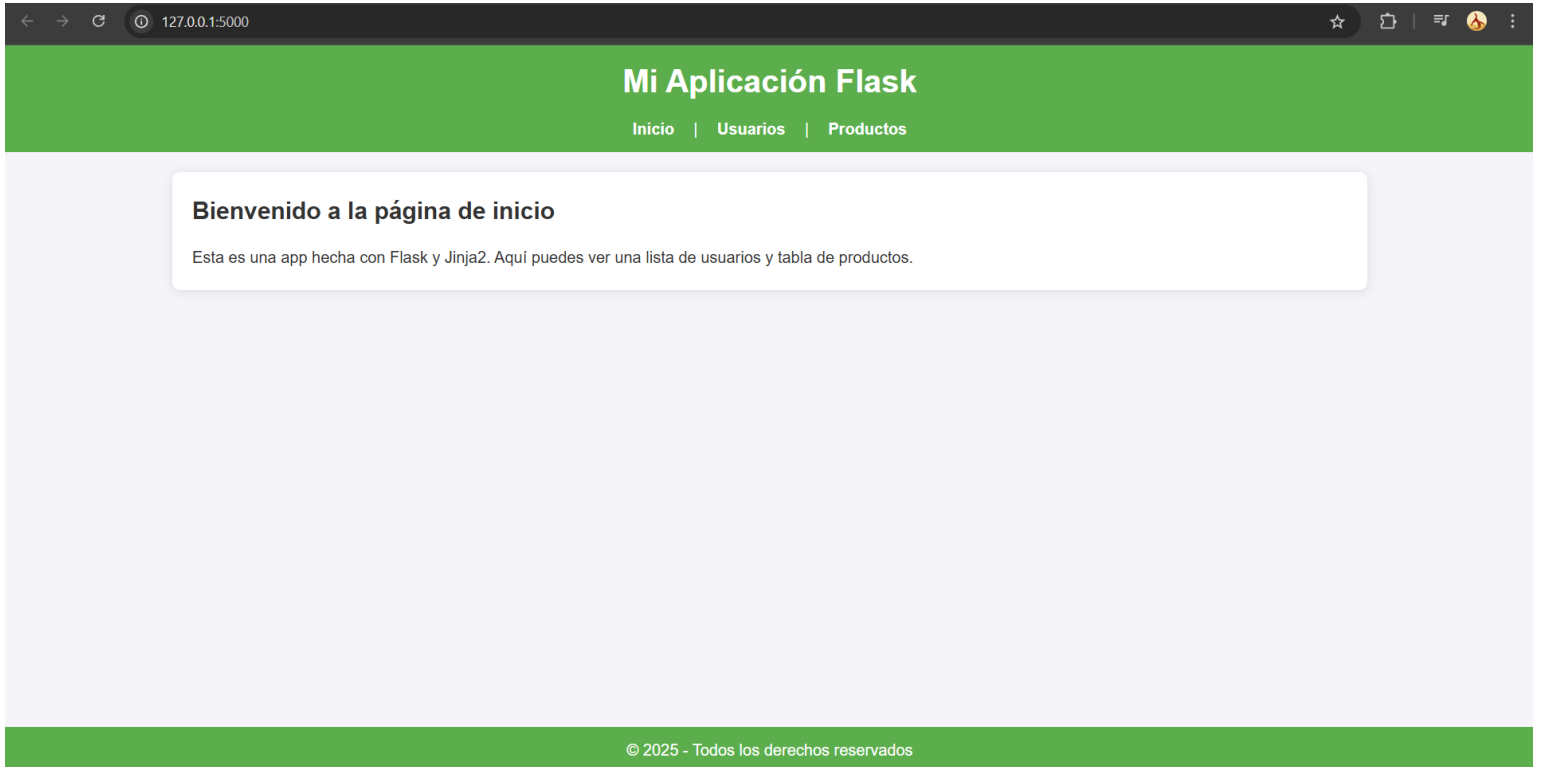 127.0.0.1:5000
Mi Aplicación Flask
Inicio | Usuarios | Productos
Bienvenido a la página de inicio
Esta es una app hecha con Flask y Jinja2. Aquí puedes ver una lista de usuarios y tabla de productos.
© 2025 - Todos los derechos reservados